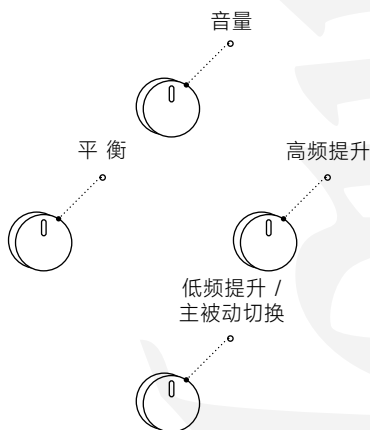 音量
平 衡
高频提升
低频提升 /
主被动切换